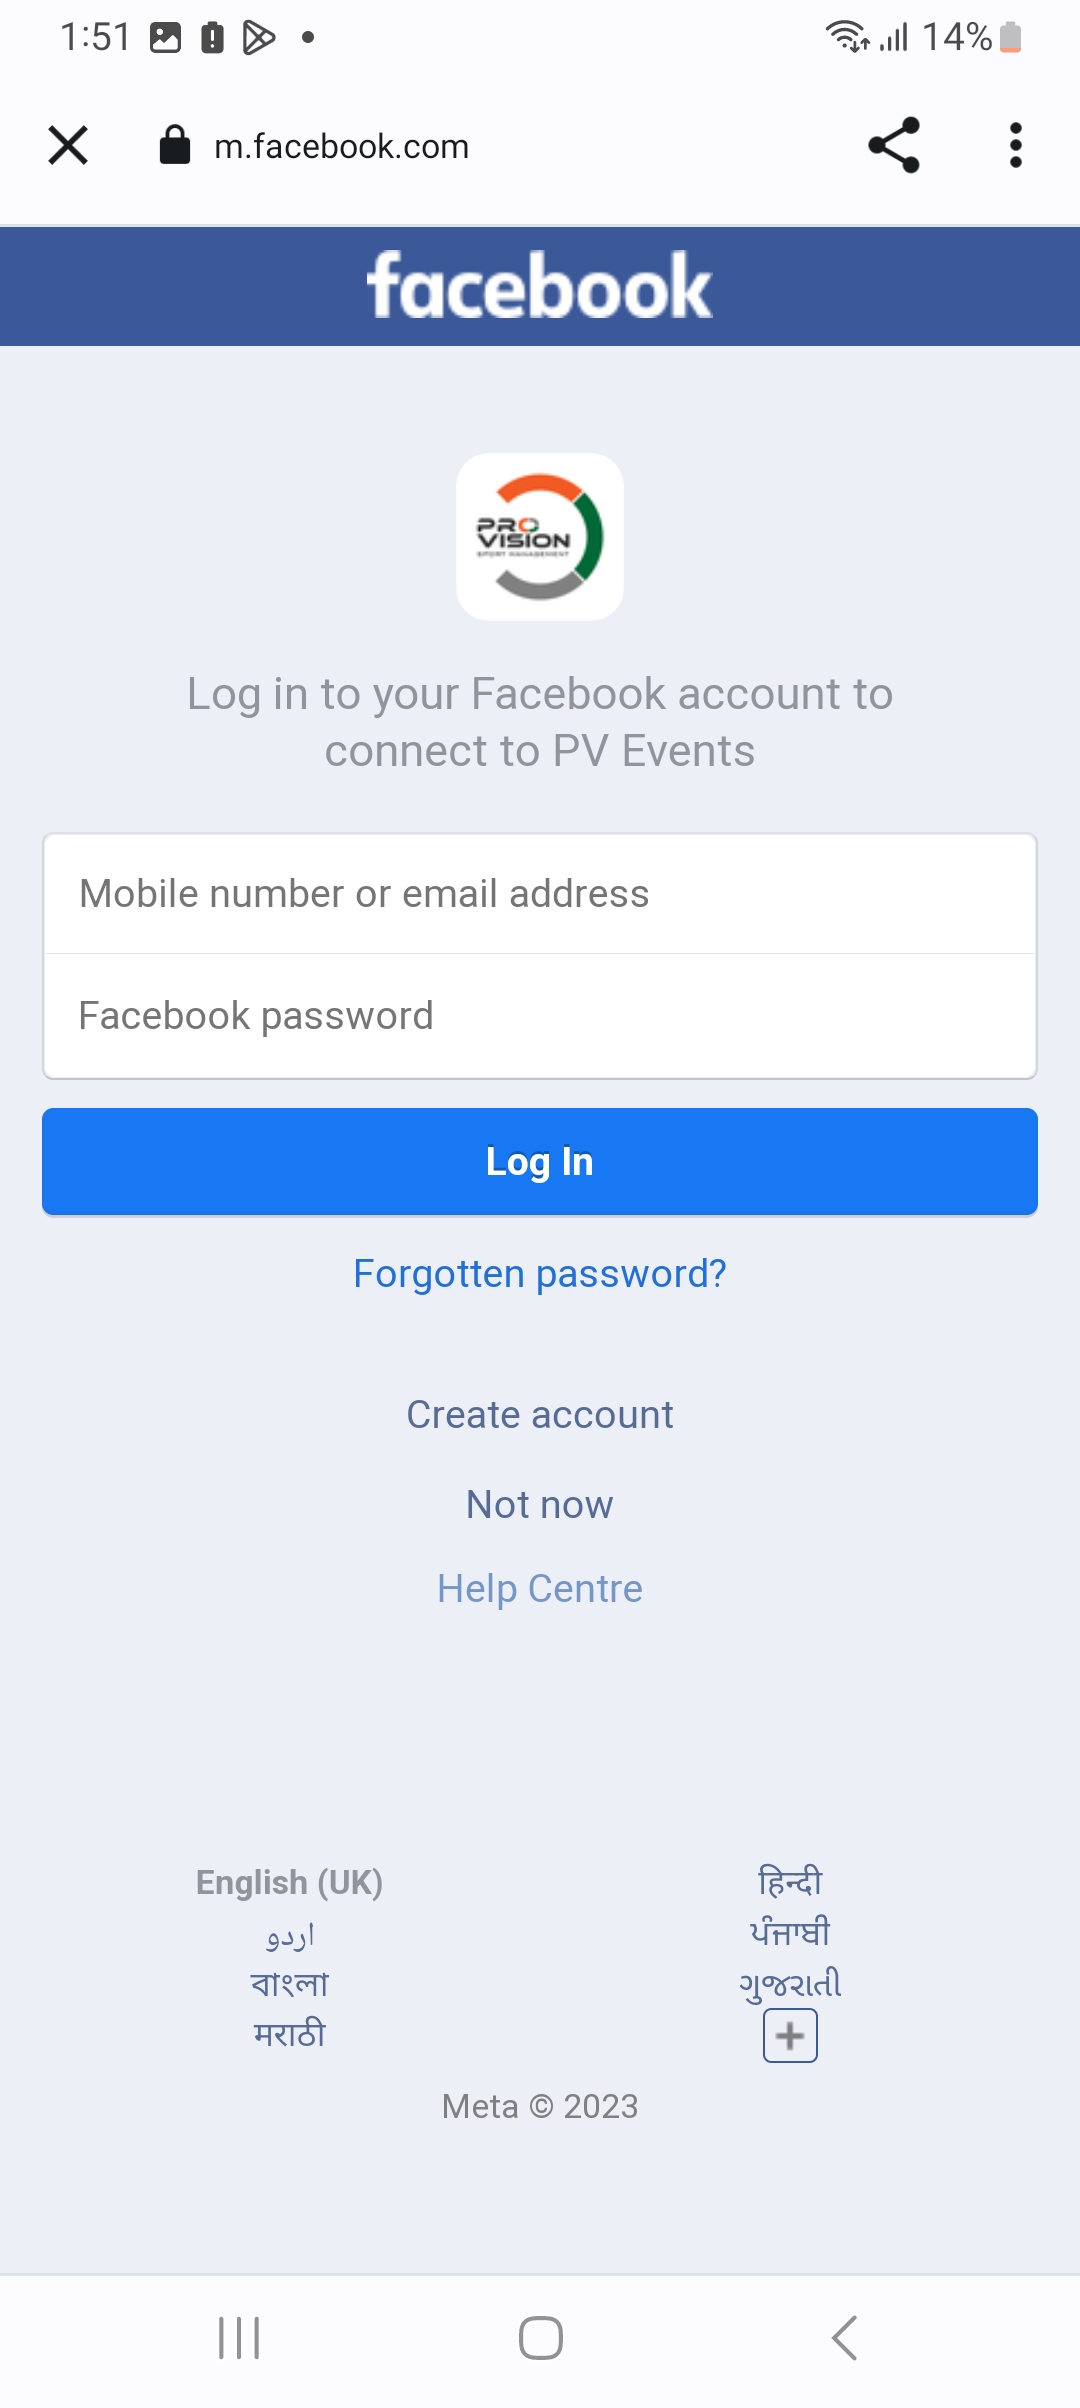 1:51
14%
m.facebook.com
facebook
PRO
VISION
SPORT MANAGEMENT
Log in to your Facebook account to
connect to PV Events
Mobile number or email address
Facebook password
Log In
Forgotten password?
Create account
Not now
Help Centre
English (UK)
हिन्दी
اردو
ਪੰਜਾਬੀ
বাংলা
ગુજરાતી
मराठी
Meta © 2023